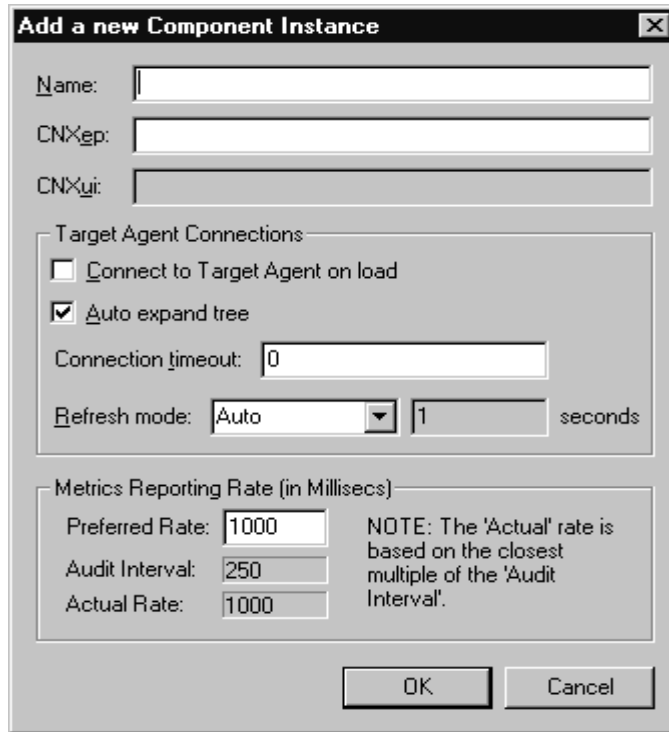 Add a new Component Instance
Name:
CNXep:
CNXui:
Target Agent Connections
Connect to Target Agent on load
Auto expand tree
Connection timeout: 0
Refresh mode: Auto 1 seconds
Metrics Reporting Rate (in Millisecs)
Preferred Rate: 1000
Audit Interval: 250
Actual Rate: 1000
NOTE: The 'Actual' rate is
based on the closest
multiple of the 'Audit
Interval'.
OK Cancel